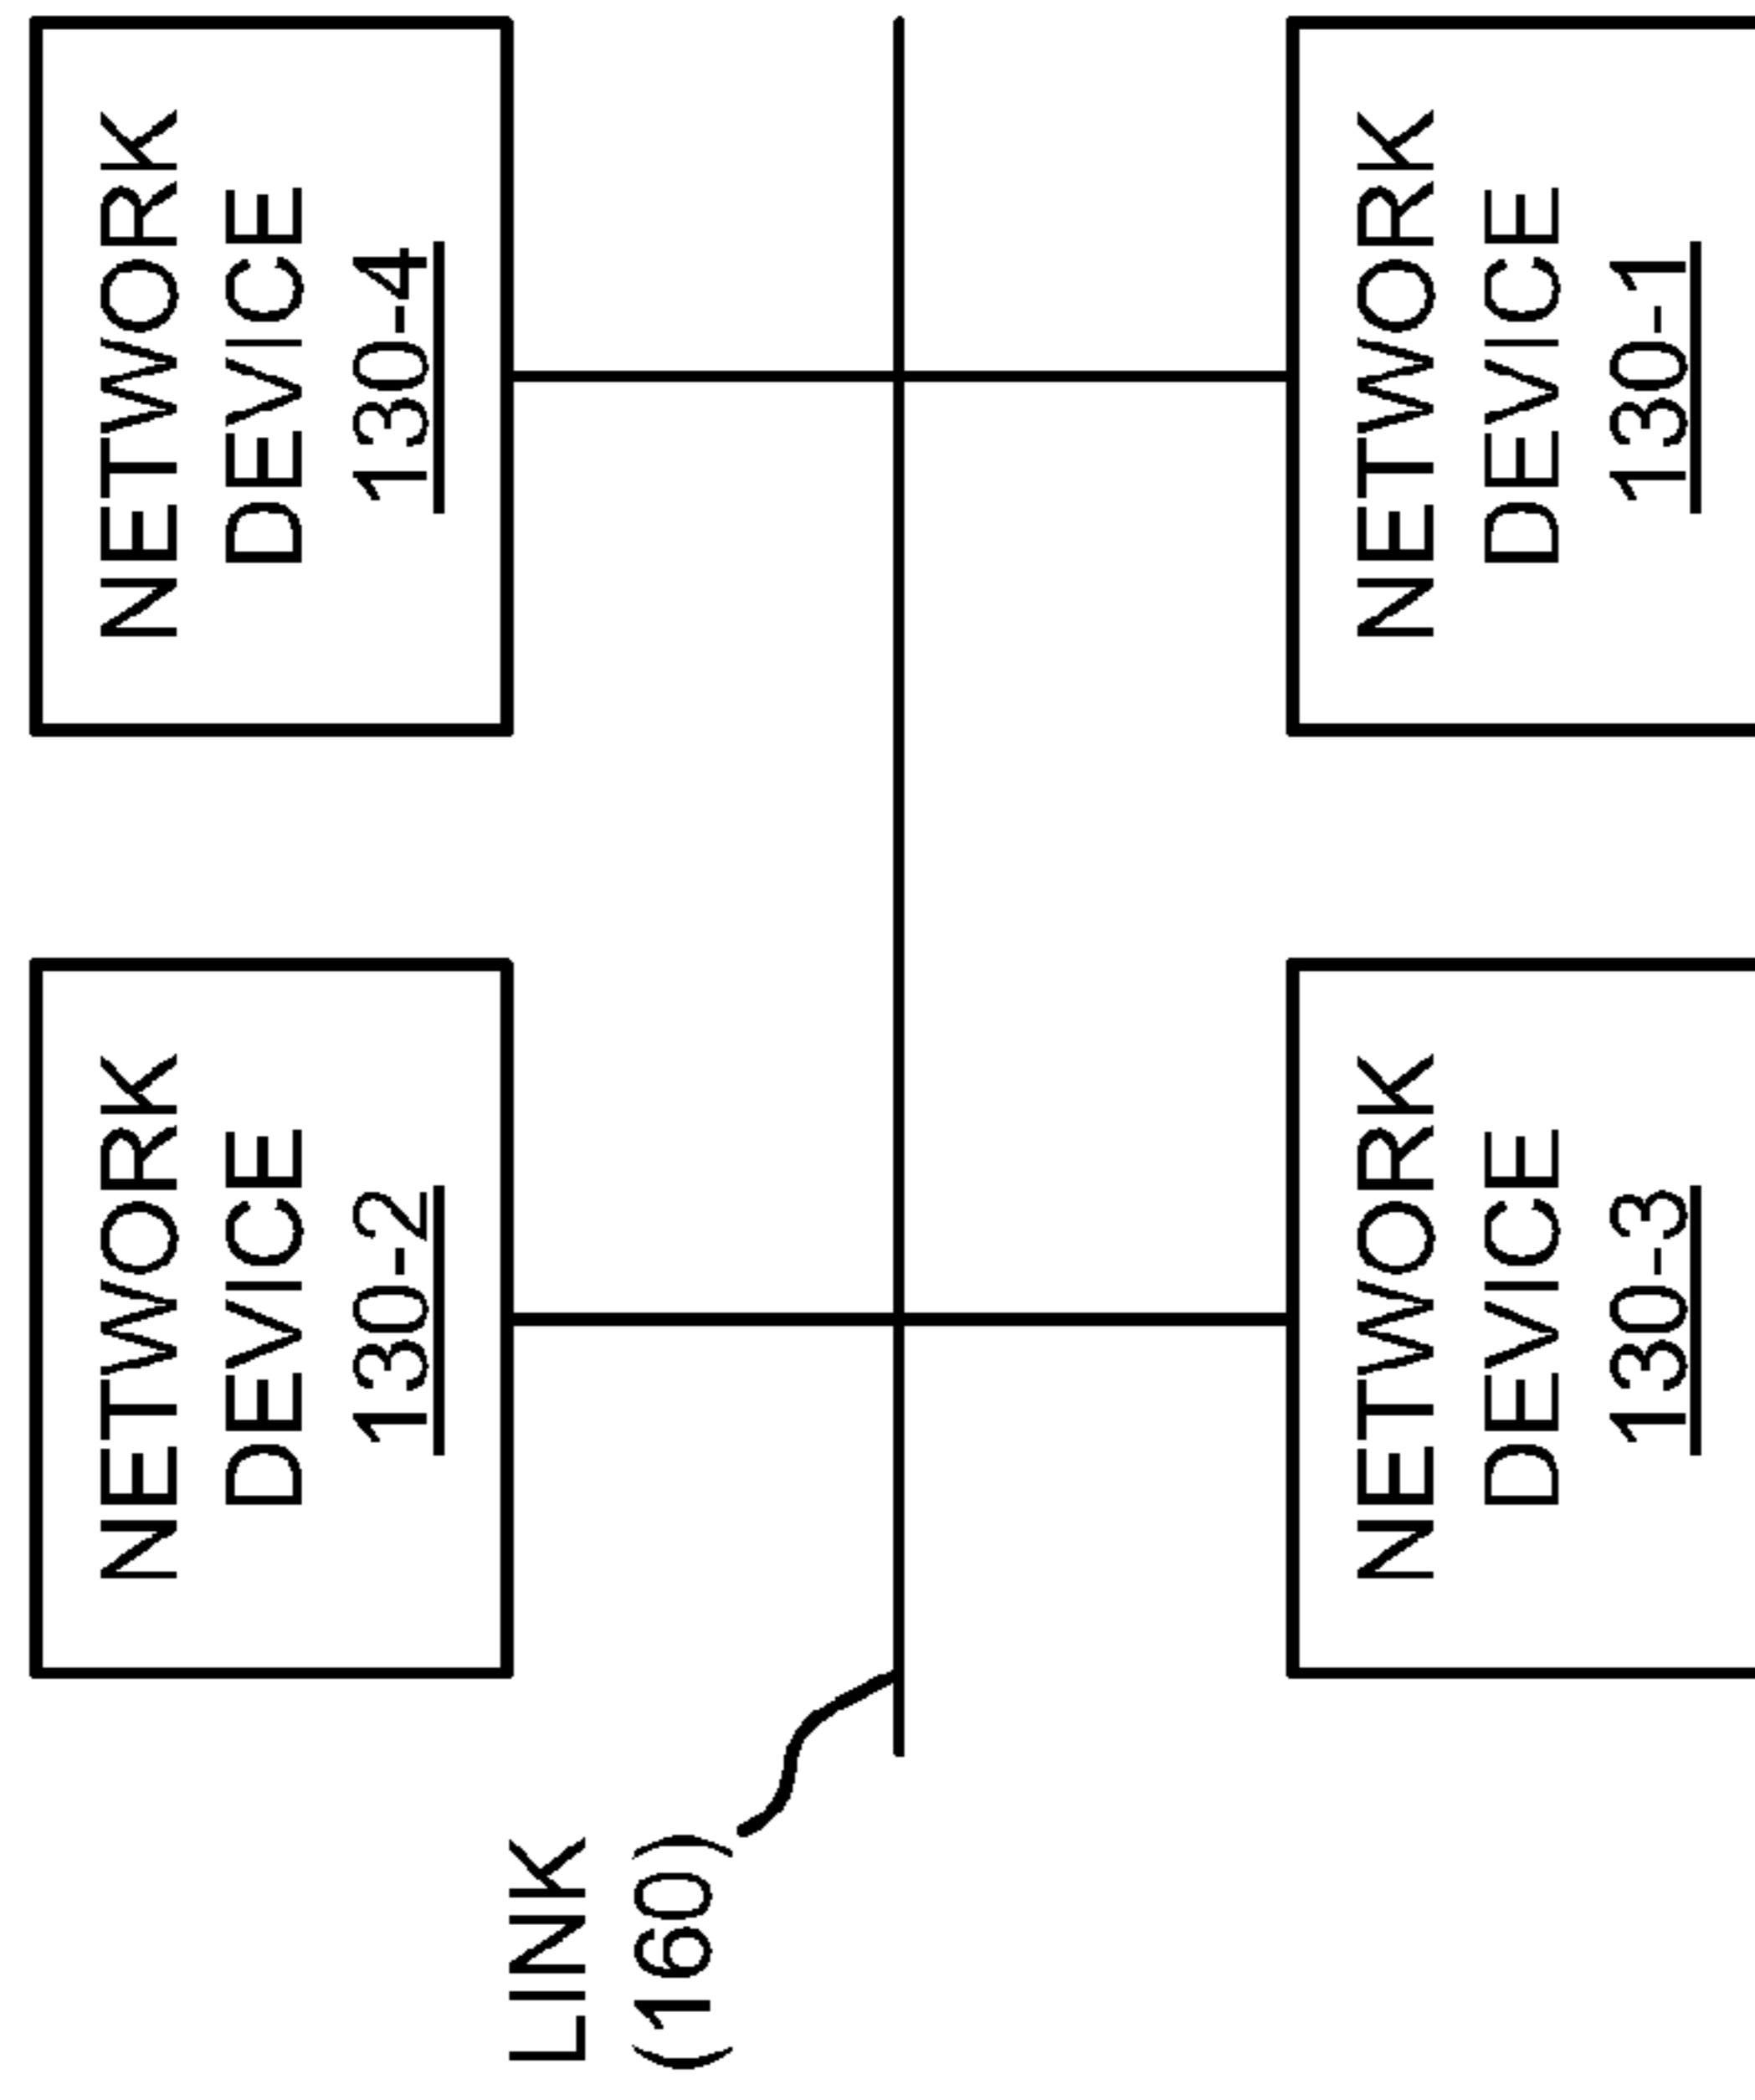 NETWORK
DEVICE
130-2
NETWORK
DEVICE
130-4
LINK
(160)
NETWORK
DEVICE
130-3
NETWORK
DEVICE
130-1